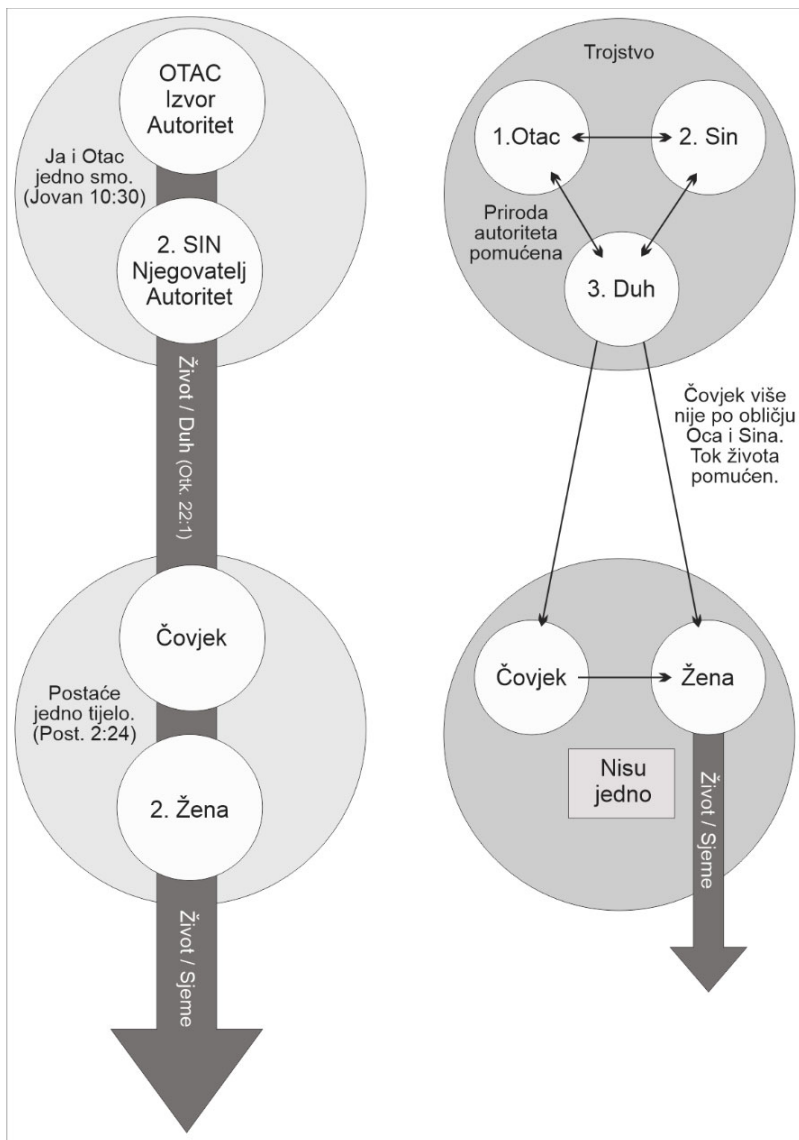 OTAC
Izvor
Autoritet
Ja i Otac
jedno smo.
(Jovan 10:30)
2. SIN
Njegovatelj
Autoritet
Život / Duh (Otk. 22:1)
Čovjek
Postaće
jedno tijelo.
(Post. 2:24)
2. Žena
Život / Sjeme
Trojstvo
1.Otac
2. Sin
Priroda
autoriteta
pomućena
3. Duh
Čovjek više
nije po obličju
Oca i Sina.
Tok života
pomućen.
Čovjek
Žena
Nisu
jedno
Život / Sjeme